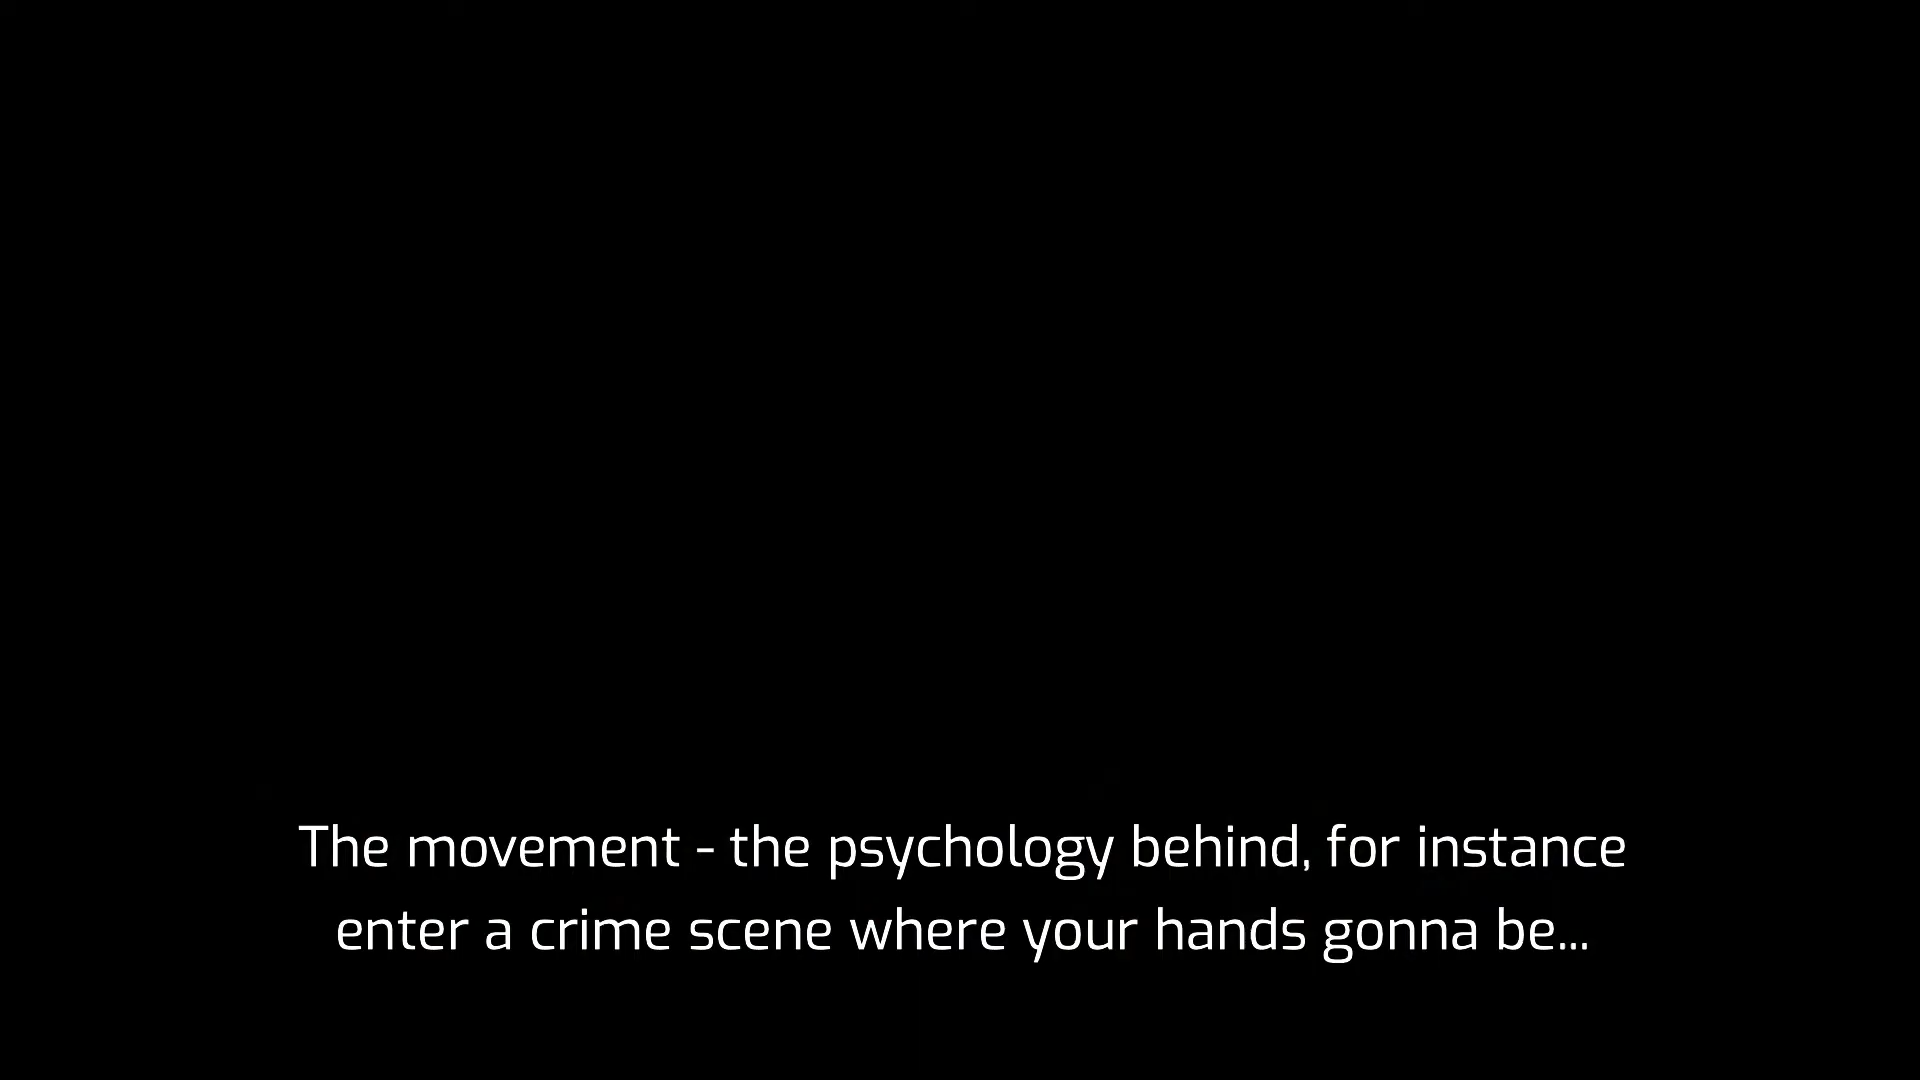 The movement - the psychology behind, for instance
enter a crime scene where your hands gonna be...